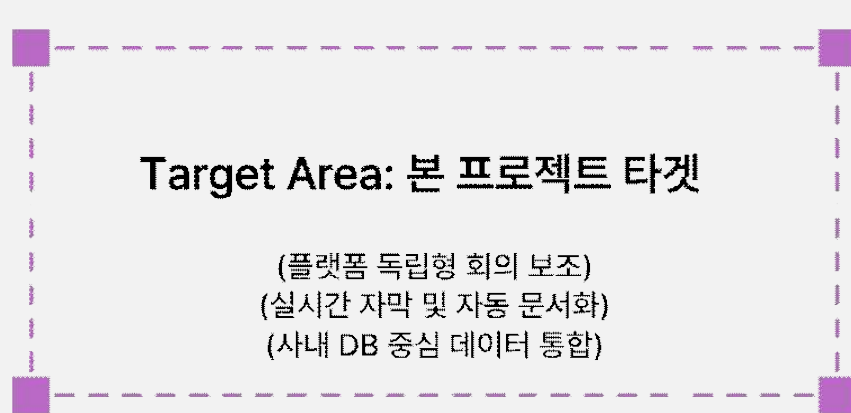 Target Area: 본 프로젝트 타겟
(플랫폼 독립형 회의 보조)
(실시간 자막 및 자동 문서화)
(사내 DB 중심 데이터 통합)